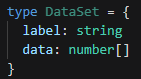 type DataSet = {
  label: string
  data: number[]
}